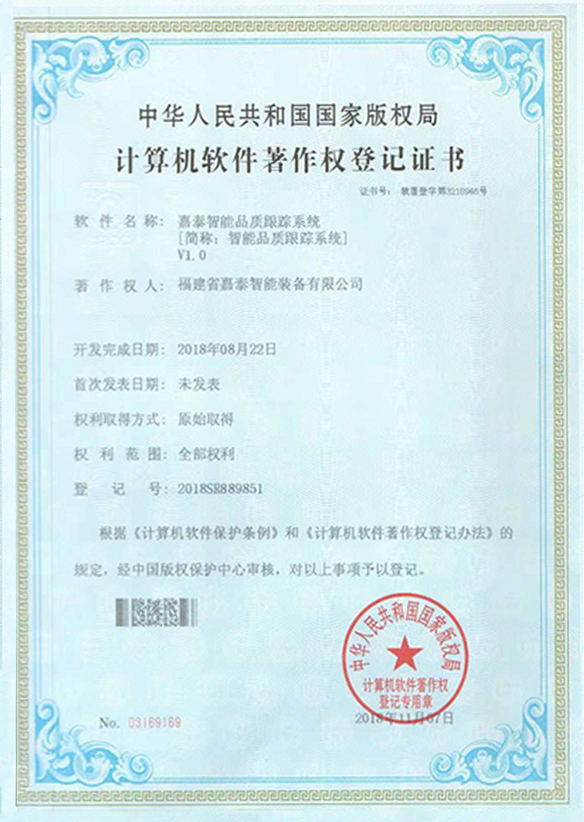 中华人民共和国国家版权局
计算机软件著作权登记证书
证书号： 软著登字第3218946号
软件名称： 嘉泰智能品质跟踪系统
[简称：智能品质跟踪系统]
V1.0
著作权人： 福建省嘉泰智能装备有限公司
开发完成日期： 2018年08月22日
首次发表日期： 未发表
权利取得方式： 原始取得
权利范围： 全部权利
登记号： 2018SR889851
根据《计算机软件保护条例》和《计算机软件著作权登记办法》的
规定，经中国版权保护中心审核，对以上事项予以登记。
中华人民共和国国家版权局
计算机软件著作权
登记专用章
No. 03169169
2018年11月07日